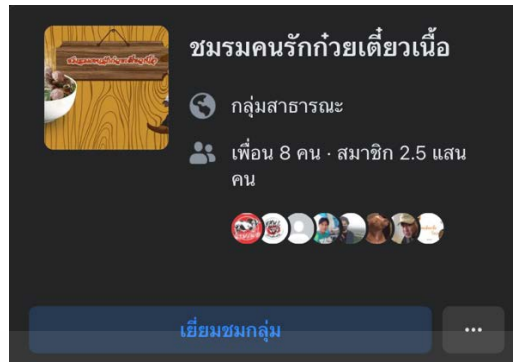 ชมรมคนรักก๋วยเตี๋ยวเนื้อ
กลุ่มสาธารณะ
เพื่อน 8 คน · สมาชิก 2.5 แสน
คน
เยี่ยมชมกลุ่ม